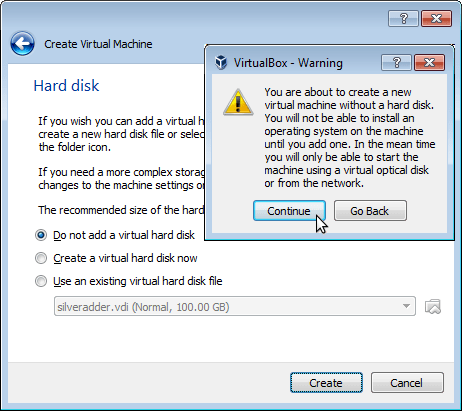 Create Virtual Machine
Hard disk
If you wish you can add a virtual h
create a new hard disk file or selec
the folder icon.
If you need a more complex storag
changes to the machine settings on
The recommended size of the hard
Do not add a virtual hard disk
Create a virtual hard disk now
Use an existing virtual hard disk file
silveradder.vdi (Normal, 100.00 GB)
Create
Cancel
VirtualBox - Warning
You are about to create a new
virtual machine without a hard disk.
You will not be able to install an
operating system on the machine
until you add one. In the mean time
you will only be able to start the
machine using a virtual optical disk
or from the network.
Continue
Go Back